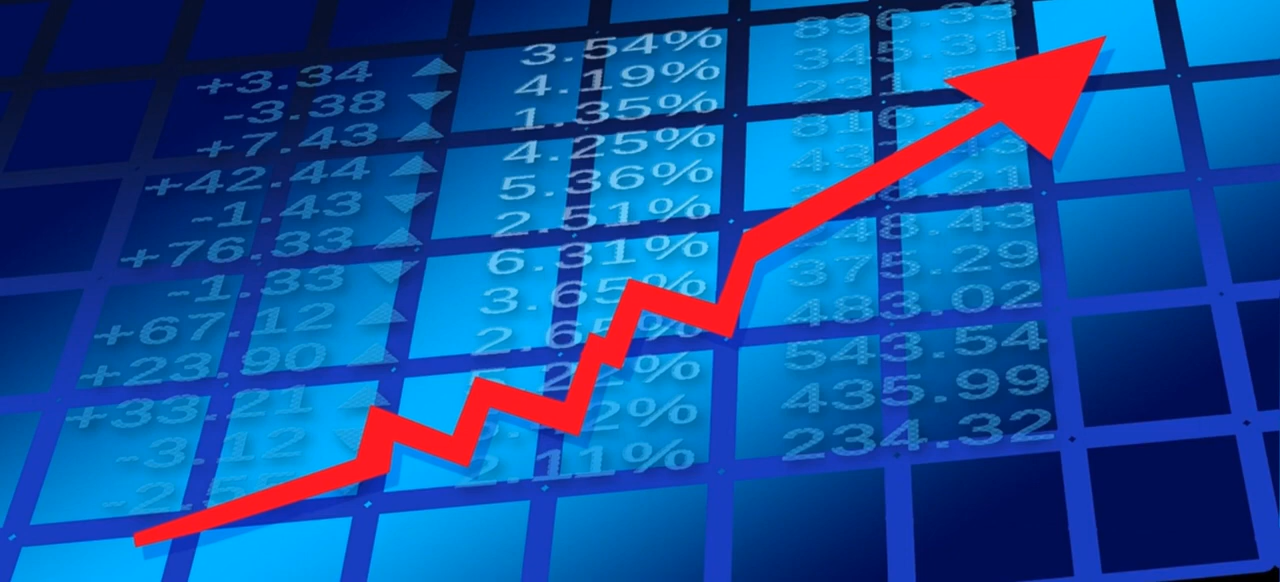 +3.34 ▲ 3.54% 896.33
-3.38 ▼ 4.19% 345.31
+7.43 ▲ 1.35%
+42.44 ▲ 4.25%
-1.43 ▼ 5.36%
+76.33 ▲ 2.51%
-1.33 ▼ 6.31%
+67.12 ▲ 3.65% 375.29
+23.90 ▲ 483.02
+33.21 ▲ 543.54
-3.12 ▼ 435.99
2.11% 234.32